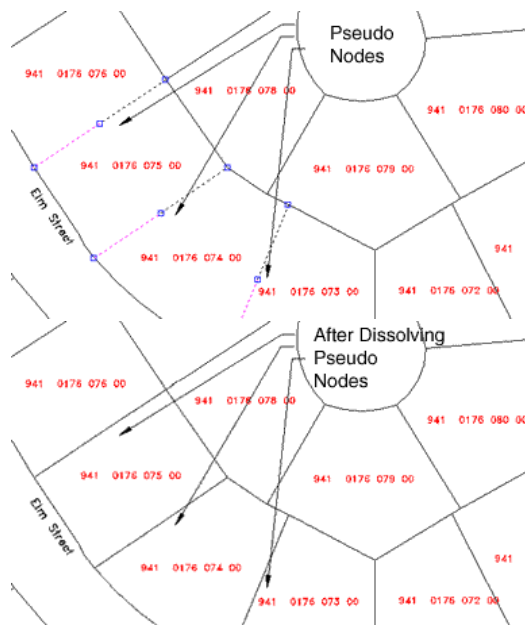 Pseudo
Nodes
941 0176 076 00
941 0176 078 00
941 0176 080 00
941 0176 075 00
941 0176 079 00
Elm Street
941 0176 074 00
941
941 0176 073 00
941 0176 072 00
After Dissolving
Pseudo
Nodes
941 0176 076 00
941 0176 078 00
941 0176 080 00
941 0176 075 00
941 0176 079 00
Elm Street
941
941 0176 074 00
941 0176 073 00
941 0176 072 00